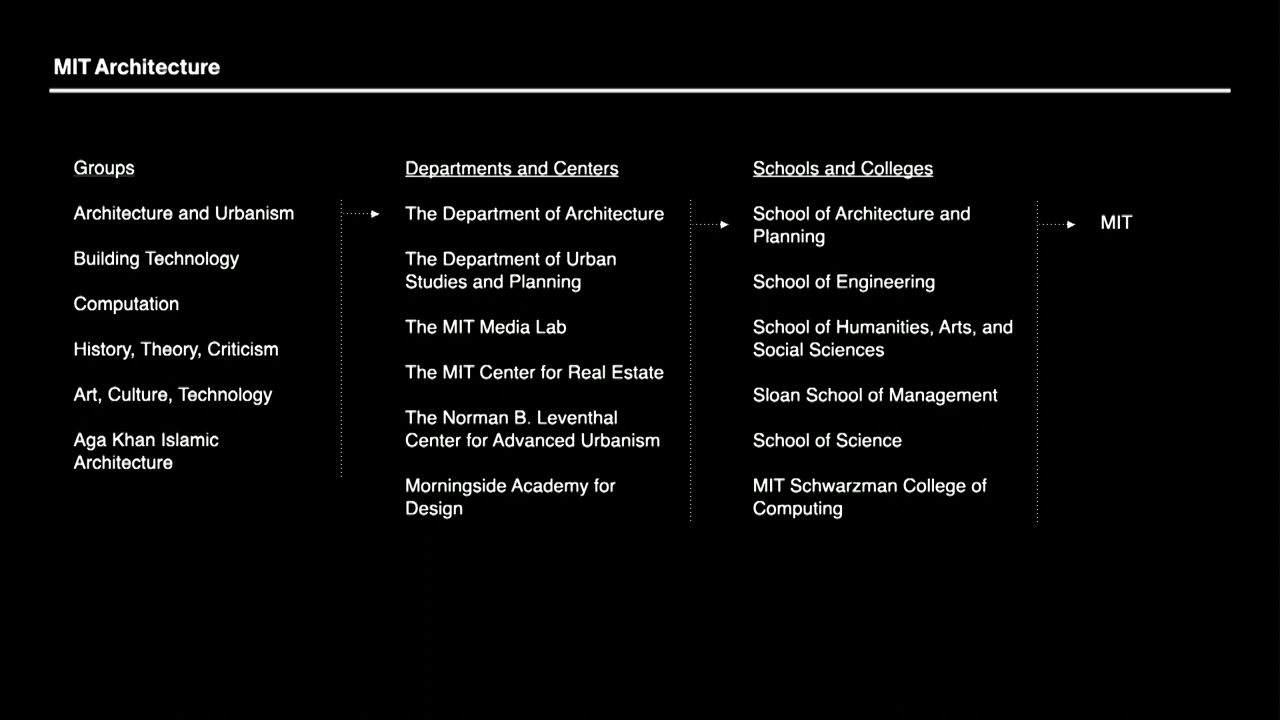 MIT Architecture
Groups
Architecture and Urbanism
Building Technology
Computation
History, Theory, Criticism
Art, Culture, Technology
Aga Khan Islamic
Architecture
Departments and Centers
The Department of Architecture
The Department of Urban
Studies and Planning
The MIT Media Lab
The MIT Center for Real Estate
The Norman B. Leventhal
Center for Advanced Urbanism
Morningside Academy for
Design
Schools and Colleges
School of Architecture and
Planning
School of Engineering
School of Humanities, Arts, and
Social Sciences
Sloan School of Management
School of Science
MIT Schwarzman College of
Computing
MIT